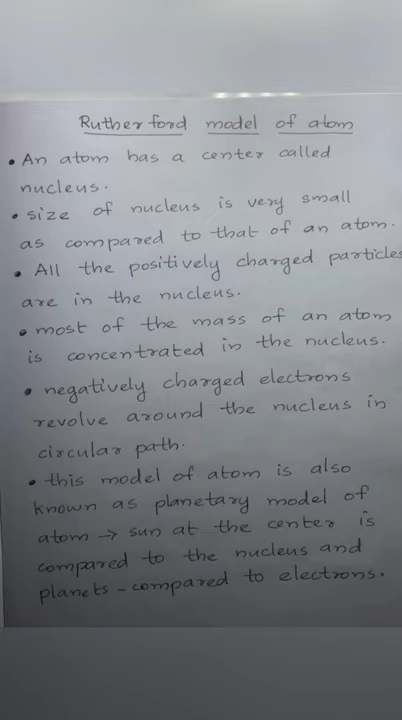 Rutherford model of atom
• An atom has a center called
nucleus.
• size of nucleus is very small
as compared to that of an atom.
• All the positively charged particles
are in the nucleus.
• most of the mass of an atom
is concentrated in the nucleus.
• negatively charged electrons
revolve around the nucleus in
circular path.
• this model of atom is also
known as planetary model of
atom → sun at the center is
compared to the nucleus and
planets - compared to electrons.